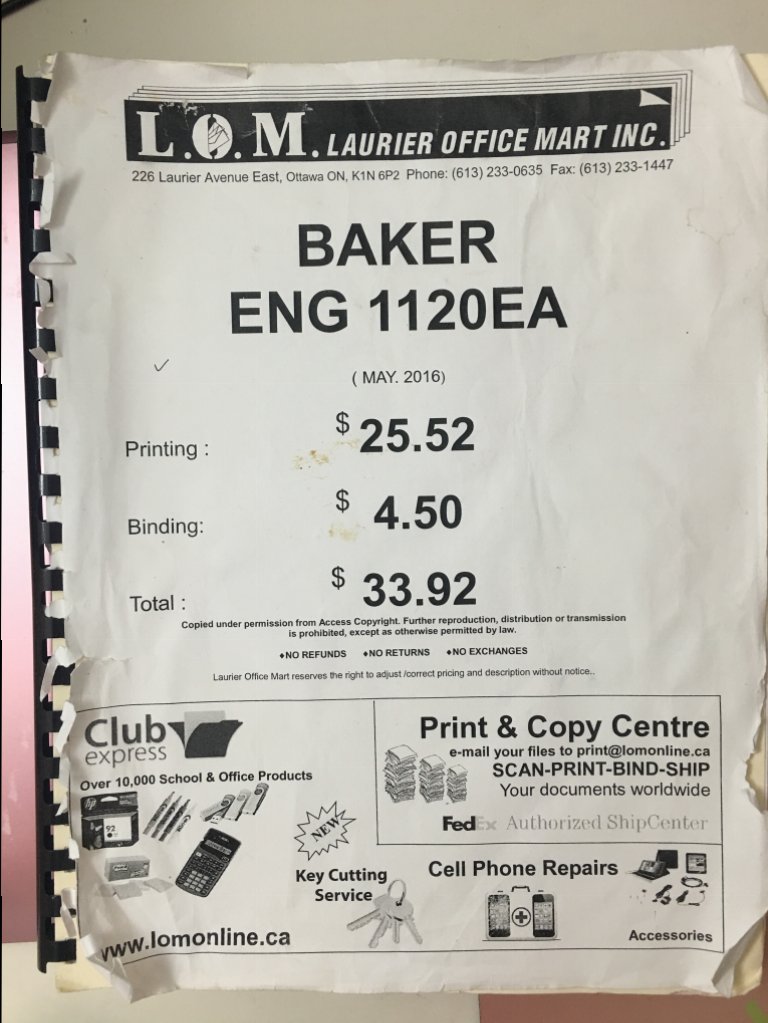 L.O.M. LAURIER OFFICE MART INC.
226 Laurier Avenue East, Ottawa ON, K1N 6P2 Phone: (613) 233-0635 Fax: (613) 233-1447
BAKER
ENG 1120EA
( MAY. 2016)
Printing : $ 25.52
Binding: $ 4.50
Total : $ 33.92
Copied under permission from Access Copyright. Further reproduction, distribution or transmission
is prohibited, except as otherwise permitted by law.
♦NO REFUNDS ♦NO RETURNS ♦NO EXCHANGES
Laurier Office Mart reserves the right to adjust /correct pricing and description without notice..
Club
express
Over 10,000 School & Office Products
hp
92
NEW
Key Cutting
Service
www.lomonline.ca
Print & Copy Centre
e-mail your files to print@lomonline.ca
SCAN-PRINT-BIND-SHIP
Your documents worldwide
FedEx Authorized ShipCenter
Cell Phone Repairs
Accessories